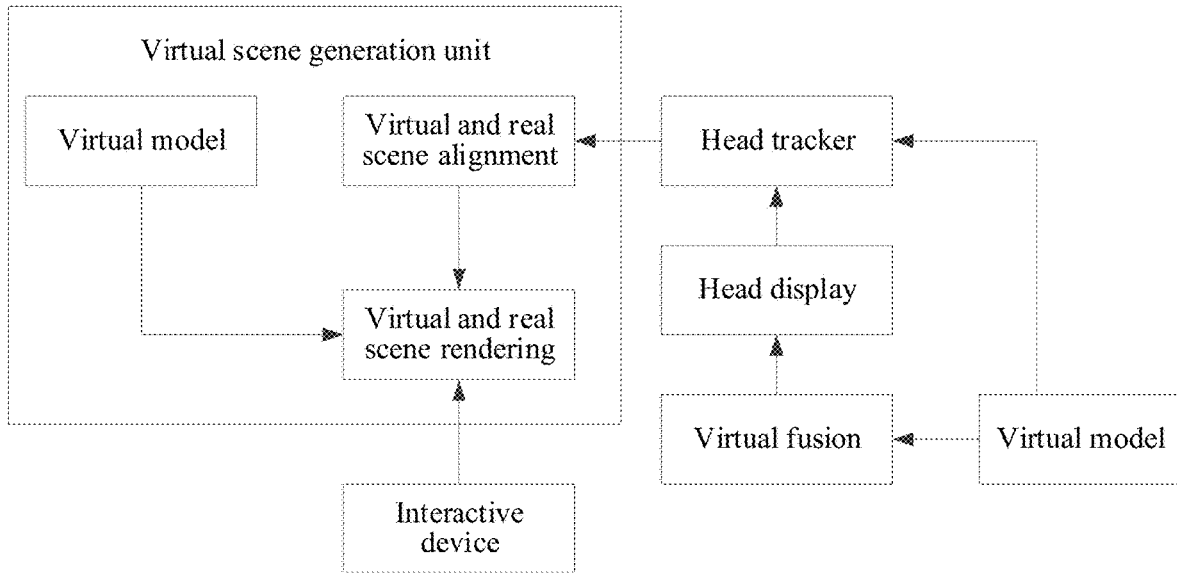 Virtual scene generation unit
Virtual model
Virtual and real
scene alignment
Head tracker
Head display
Virtual and real
scene rendering
Virtual fusion
Virtual model
Interactive
device